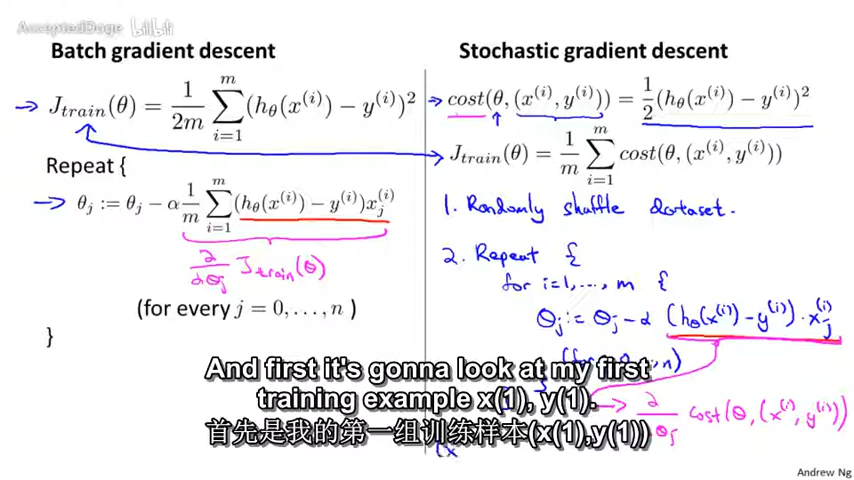 AcceptedDoge bilibili
Batch gradient descent
→ J_train(θ) = 1/2m ∑_{i=1}^{m} (h_θ(x^(i)) − y^(i))²
Repeat {
→ θ_j := θ_j − α 1/m ∑_{i=1}^{m} (h_θ(x^(i)) − y^(i))x_j^(i)
∂/∂θ_j J_train(θ)
(for every j = 0, . . . , n )
}
Stochastic gradient descent
→ cost(θ, (x^(i), y^(i))) = 1/2 (h_θ(x^(i)) − y^(i))²
J_train(θ) = 1/m ∑_{i=1}^{m} cost(θ, (x^(i), y^(i)))
1. Randomly shuffle dataset.
2. Repeat {
for i=1,..., m {
θ_j := θ_j − α (h_θ(x^(i)) − y^(i)) · x_j^(i)
(for
n)
→ ∂/∂θ_j cost(θ, (x^(i), y^(i)))
(x
And first it's gonna look at my first
training example x(1), y(1).
首先是我的第一组训练样本(x(1),y(1))
Andrew Ng